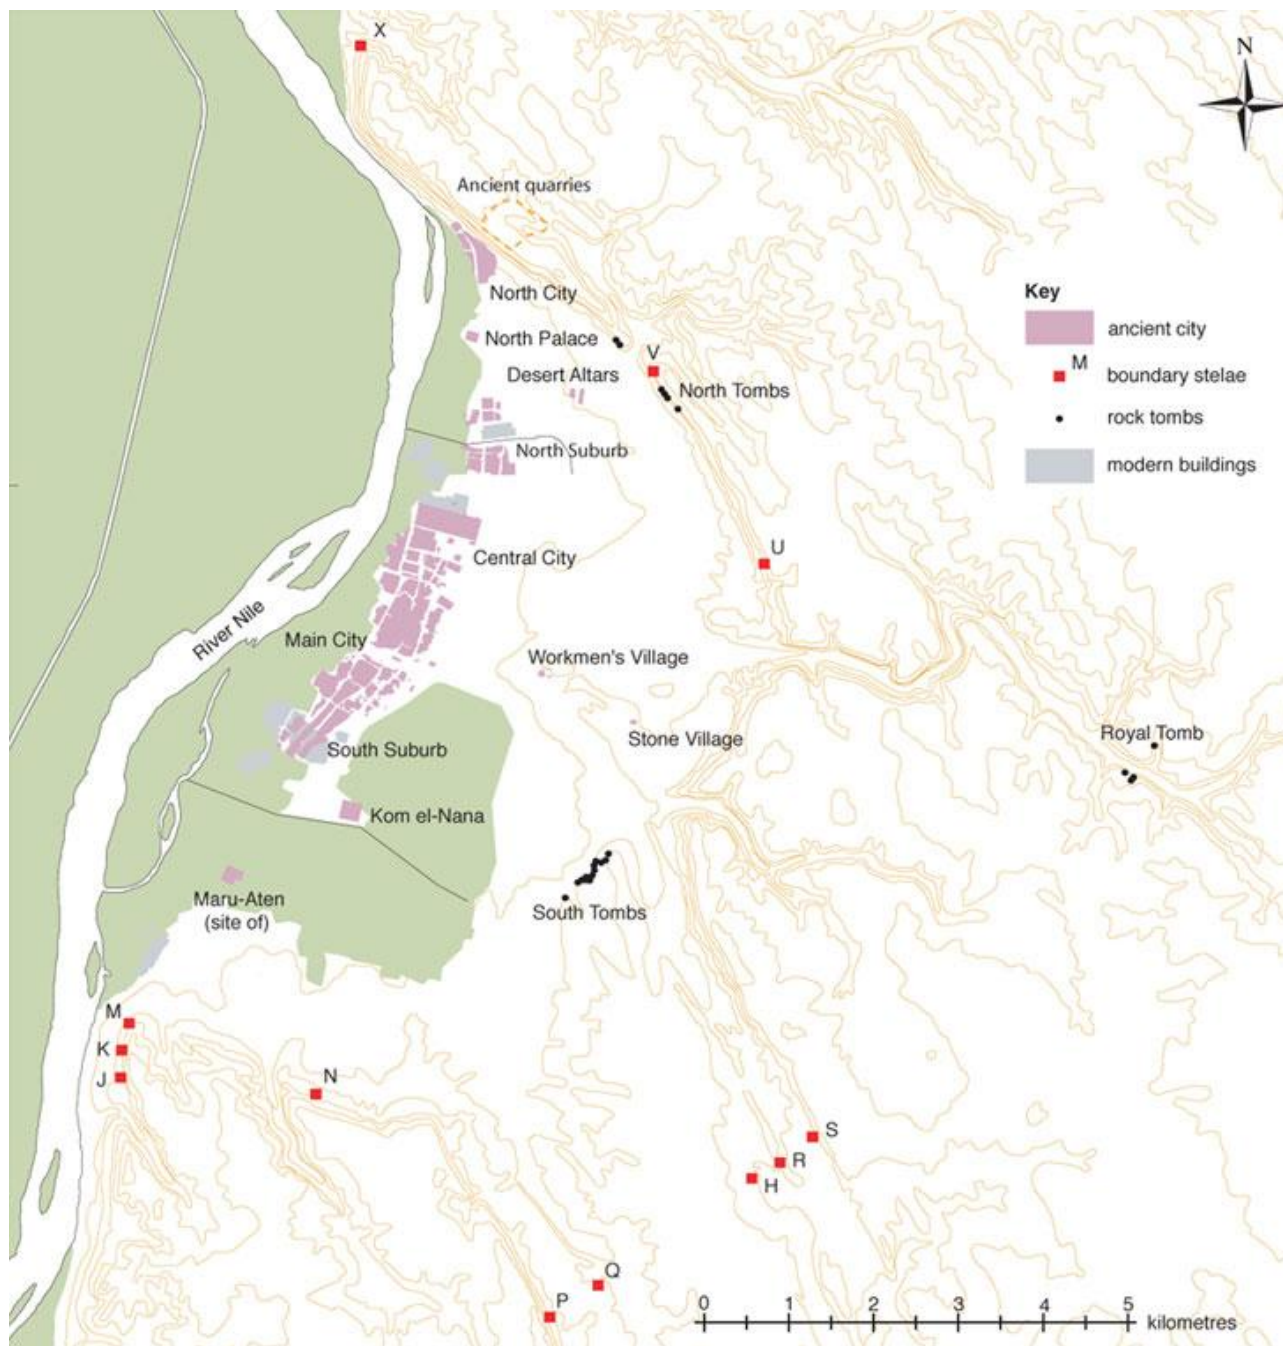 X
N
Ancient quarries
North City
Key
ancient city
M
boundary stelae
rock tombs
modern buildings
North Palace
V
Desert Altars
North Tombs
North Suburb
U
Central City
River Nile
Main City
Workmen's Village
Stone Village
Royal Tomb
South Suburb
Kom el-Nana
Maru-Aten
(site of)
South Tombs
M
K
J
N
S
R
H
Q
P
0 1 2 3 4 5
kilometres